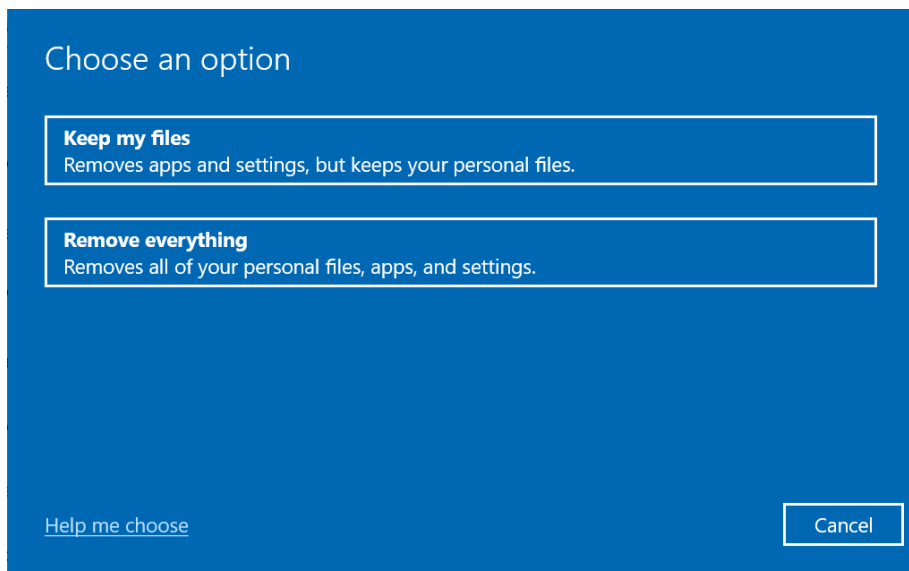 Choose an option
Keep my files
Removes apps and settings, but keeps your personal files.
Remove everything
Removes all of your personal files, apps, and settings.
Help me choose
Cancel